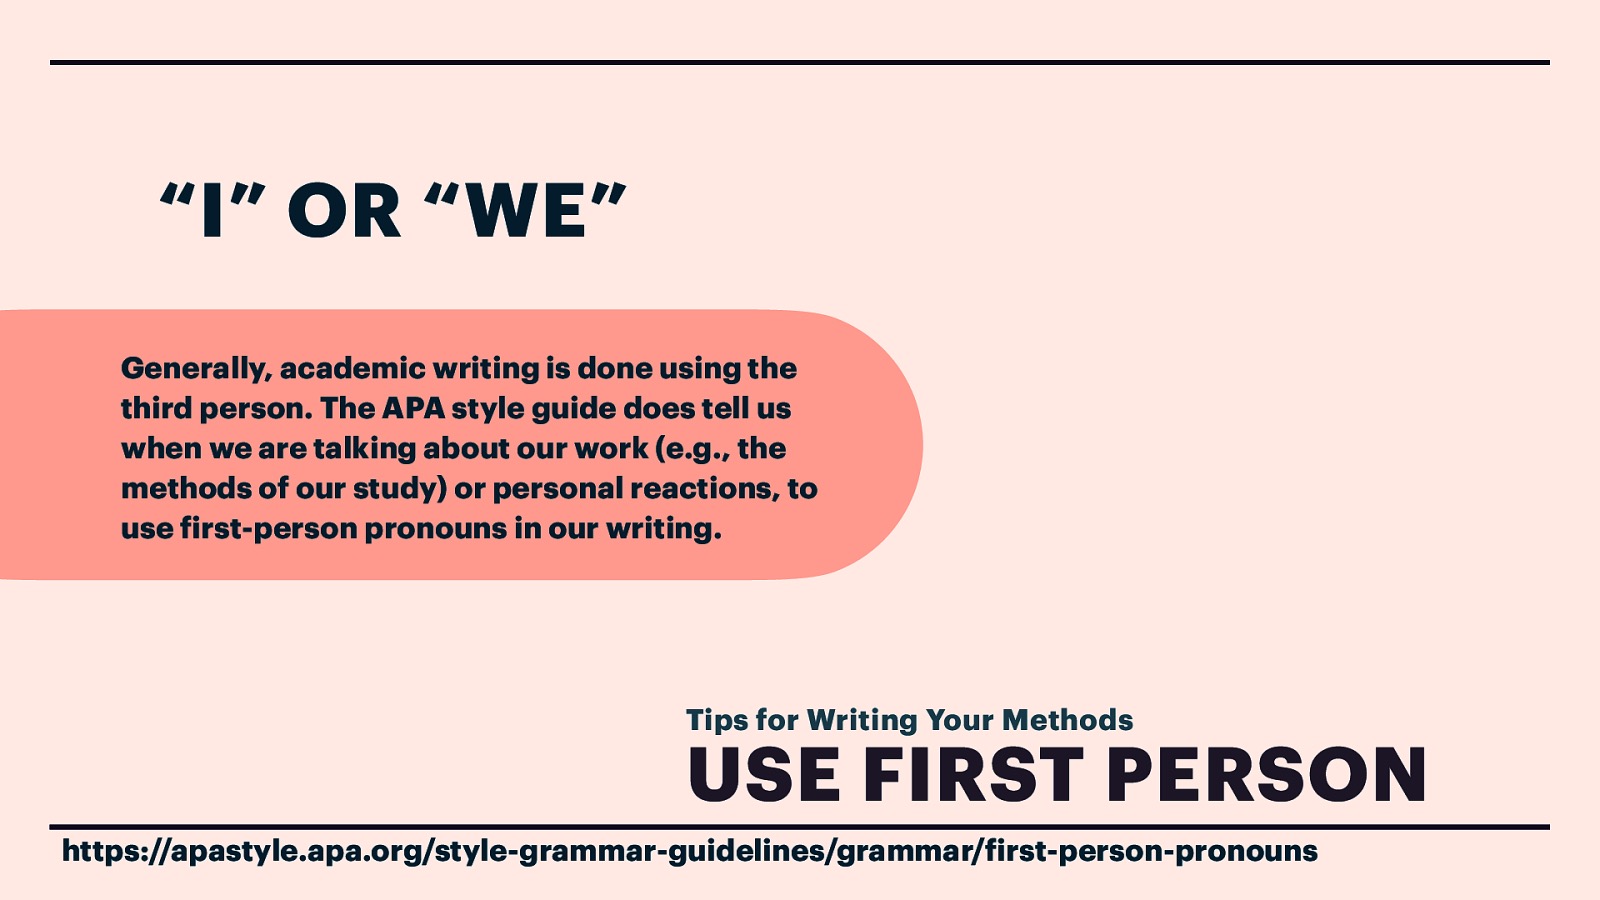 “I” OR “WE”
Generally, academic writing is done using the
third person. The APA style guide does tell us
when we are talking about our work (e.g., the
methods of our study) or personal reactions, to
use first-person pronouns in our writing.
Tips for Writing Your Methods
USE FIRST PERSON
https://apastyle.apa.org/style-grammar-guidelines/grammar/first-person-pronouns